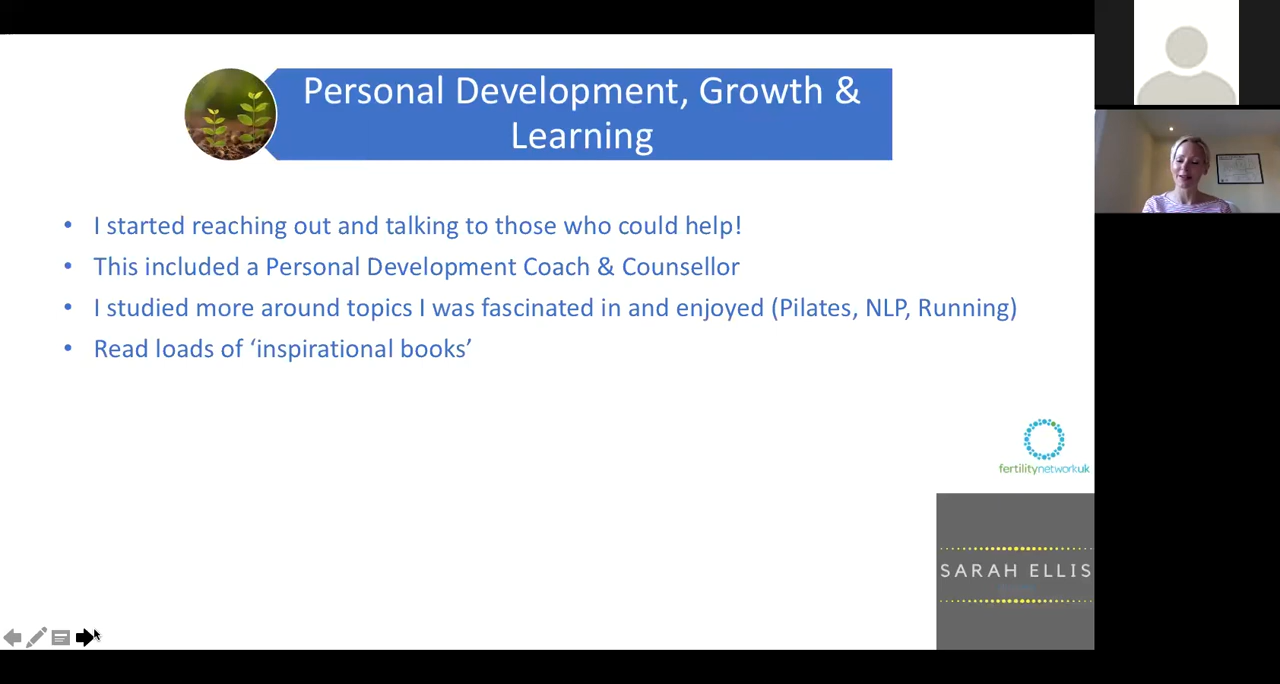 Personal Development, Growth &
Learning
• I started reaching out and talking to those who could help!
• This included a Personal Development Coach & Counsellor
• I studied more around topics I was fascinated in and enjoyed (Pilates, NLP, Running)
• Read loads of ‘inspirational books’
fertilitynetworkuk
SARAH ELLIS